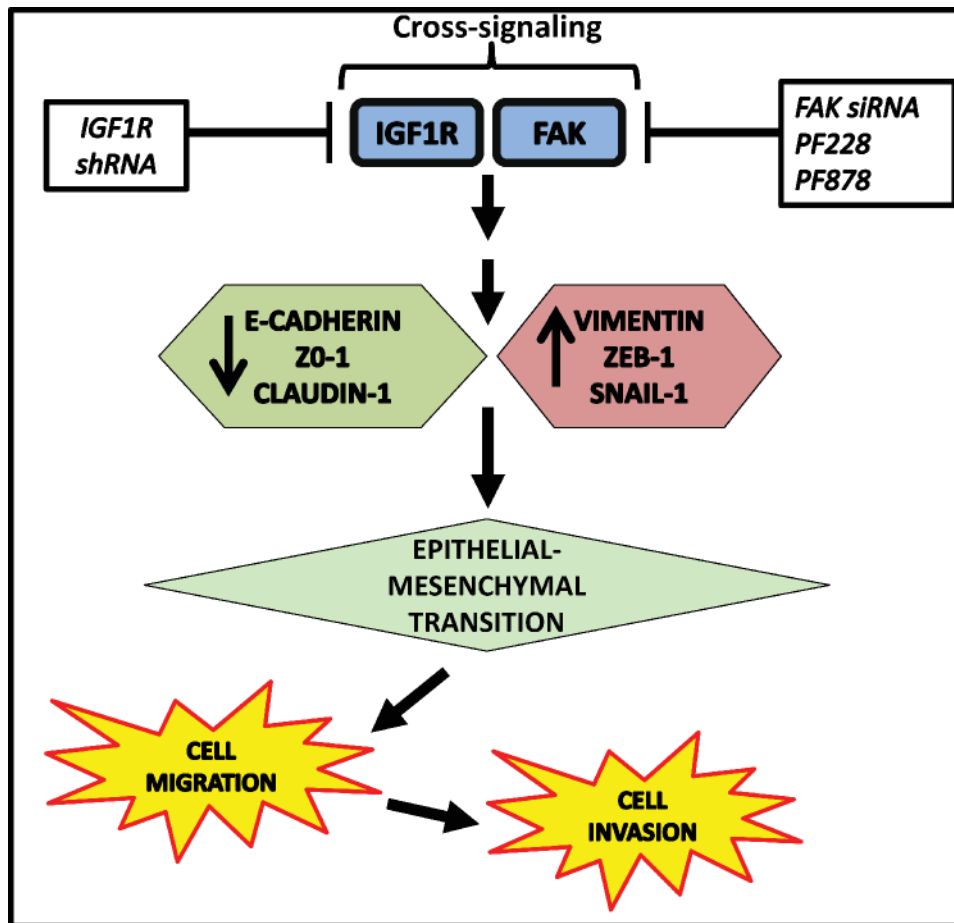 Cross-signaling
IGF1R
shRNA
IGF1R
FAK
FAK siRNA
PF228
PF878
E-CADHERIN
Z0-1
CLAUDIN-1
VIMENTIN
ZEB-1
SNAIL-1
EPITHELIAL-
MESENCHYMAL
TRANSITION
CELL
MIGRATION
CELL
INVASION